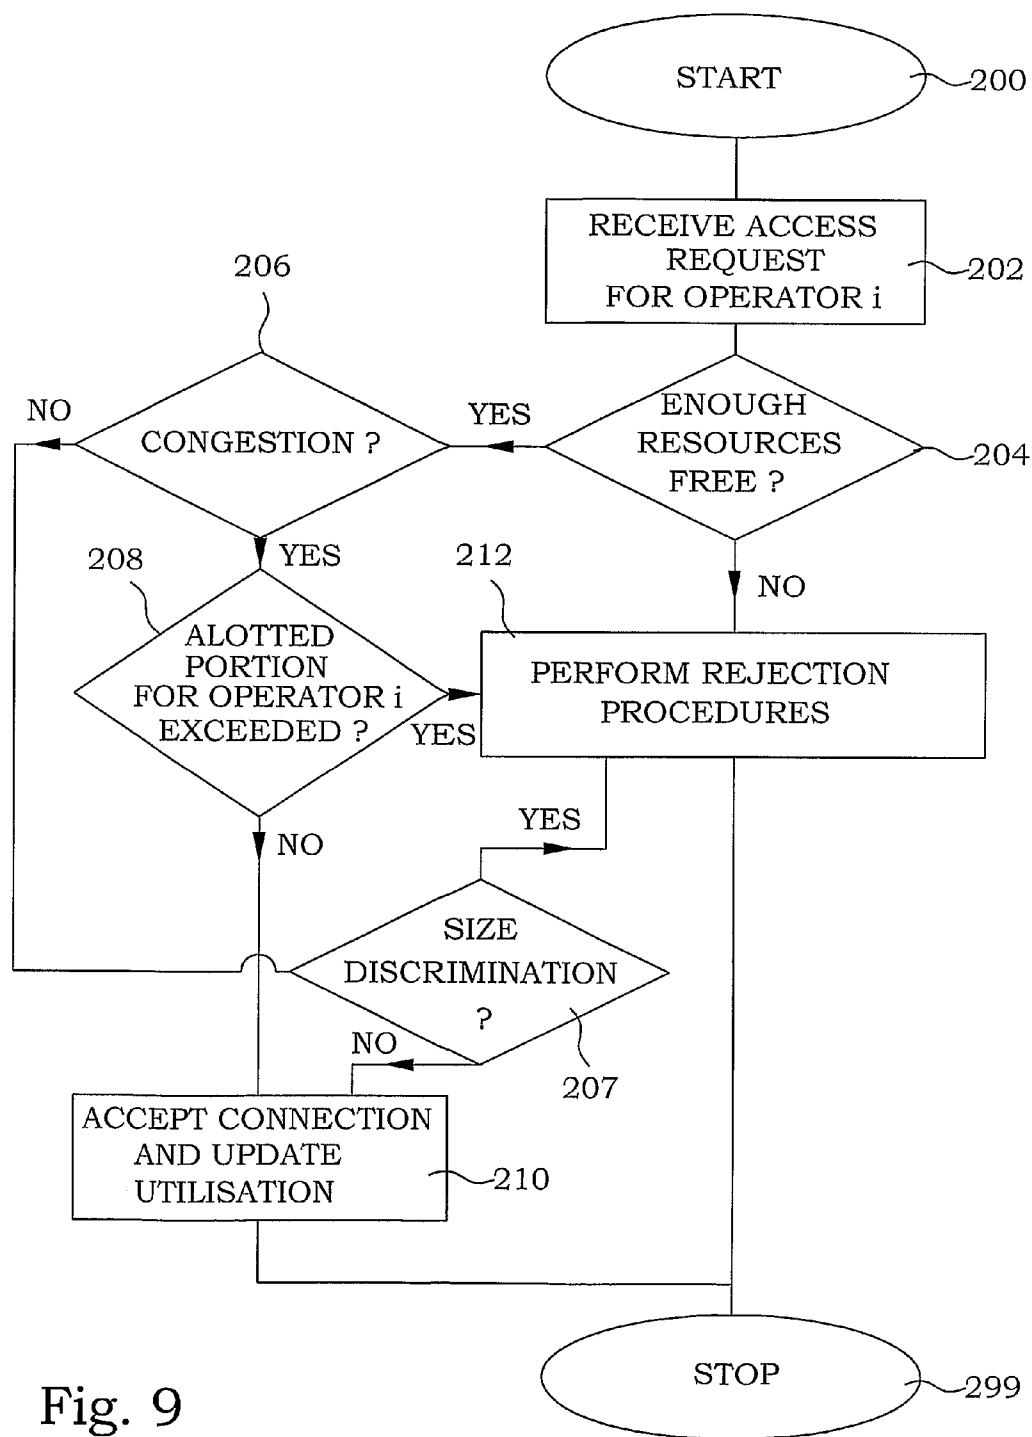 START
200
RECEIVE ACCESS
REQUEST
FOR OPERATOR i
202
206
NO
CONGESTION ?
YES
ENOUGH
RESOURCES
FREE ?
204
208
YES
212
NO
ALOTTED
PORTION
FOR OPERATOR i
EXCEEDED ?
YES
PERFORM REJECTION
PROCEDURES
NO
YES
SIZE
DISCRIMINATION
?
NO
207
ACCEPT CONNECTION
AND UPDATE
UTILISATION
210
STOP
299
Fig. 9